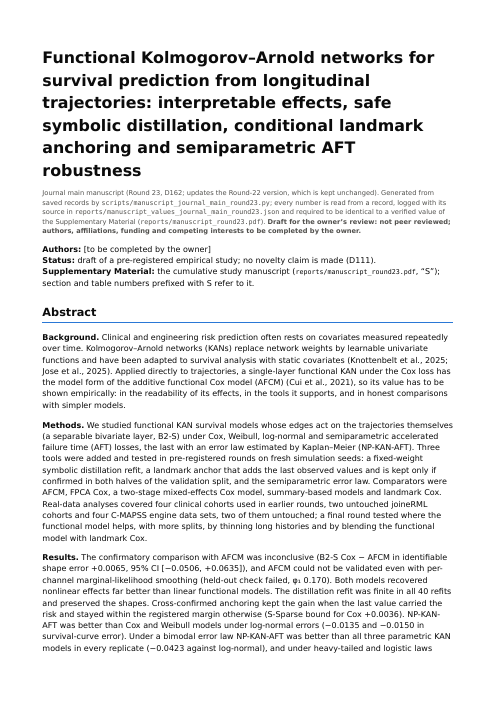 Functional Kolmogorov–Arnold networks for
survival prediction from longitudinal
trajectories: interpretable effects, safe
symbolic distillation, conditional landmark
anchoring and semiparametric AFT
robustness
Journal main manuscript (Round 23, D162; updates the Round-22 version, which is kept unchanged). Generated from
saved records by scripts/manuscript_journal_main_round23.py; every number is read from a record, logged with its
source in reports/manuscript_values_journal_main_round23.json and required to be identical to a verified value of
the Supplementary Material (reports/manuscript_round23.pdf). Draft for the owner's review: not peer reviewed;
authors, affiliations, funding and competing interests to be completed by the owner.
Authors: [to be completed by the owner]
Status: draft of a pre-registered empirical study; no novelty claim is made (D111).
Supplementary Material: the cumulative study manuscript (reports/manuscript_round23.pdf, “S”);
section and table numbers prefixed with S refer to it.
Abstract
Background. Clinical and engineering risk prediction often rests on covariates measured repeatedly
over time. Kolmogorov–Arnold networks (KANs) replace network weights by learnable univariate
functions and have been adapted to survival analysis with static covariates (Knottenbelt et al., 2025;
Jose et al., 2025). Applied directly to trajectories, a single-layer functional KAN under the Cox loss has
the model form of the additive functional Cox model (AFCM) (Cui et al., 2021), so its value has to be
shown empirically: in the readability of its effects, in the tools it supports, and in honest comparisons
with simpler models.
Methods. We studied functional KAN survival models whose edges act on the trajectories themselves
(a separable bivariate layer, B2-S) under Cox, Weibull, log-normal and semiparametric accelerated
failure time (AFT) losses, the last with an error law estimated by Kaplan–Meier (NP-KAN-AFT). Three
tools were added and tested in pre-registered rounds on fresh simulation seeds: a fixed-weight
symbolic distillation refit, a landmark anchor that adds the last observed values and is kept only if
confirmed in both halves of the validation split, and the semiparametric error law. Comparators were
AFCM, FPCA Cox, a two-stage mixed-effects Cox model, summary-based models and landmark Cox.
Real-data analyses covered four clinical cohorts used in earlier rounds, two untouched joineRML
cohorts and four C-MAPSS engine data sets, two of them untouched; a final round tested where the
functional model helps, with more splits, by thinning long histories and by blending the functional
model with landmark Cox.
Results. The confirmatory comparison with AFCM was inconclusive (B2-S Cox − AFCM in identifiable
shape error +0.0065, 95% CI [−0.0506, +0.0635]), and AFCM could not be validated even with per-
channel marginal-likelihood smoothing (held-out check failed, φ₁ 0.170). Both models recovered
nonlinear effects far better than linear functional models. The distillation refit was finite in all 40 refits
and preserved the shapes. Cross-confirmed anchoring kept the gain when the last value carried the
risk and stayed within the registered margin otherwise (S-Sparse bound for Cox +0.0036). NP-KAN-
AFT was better than Cox and Weibull models under log-normal errors (−0.0135 and −0.0150 in
survival-curve error). Under a bimodal error law NP-KAN-AFT was better than all three parametric KAN
models in every replicate (−0.0423 against log-normal), and under heavy-tailed and logistic laws